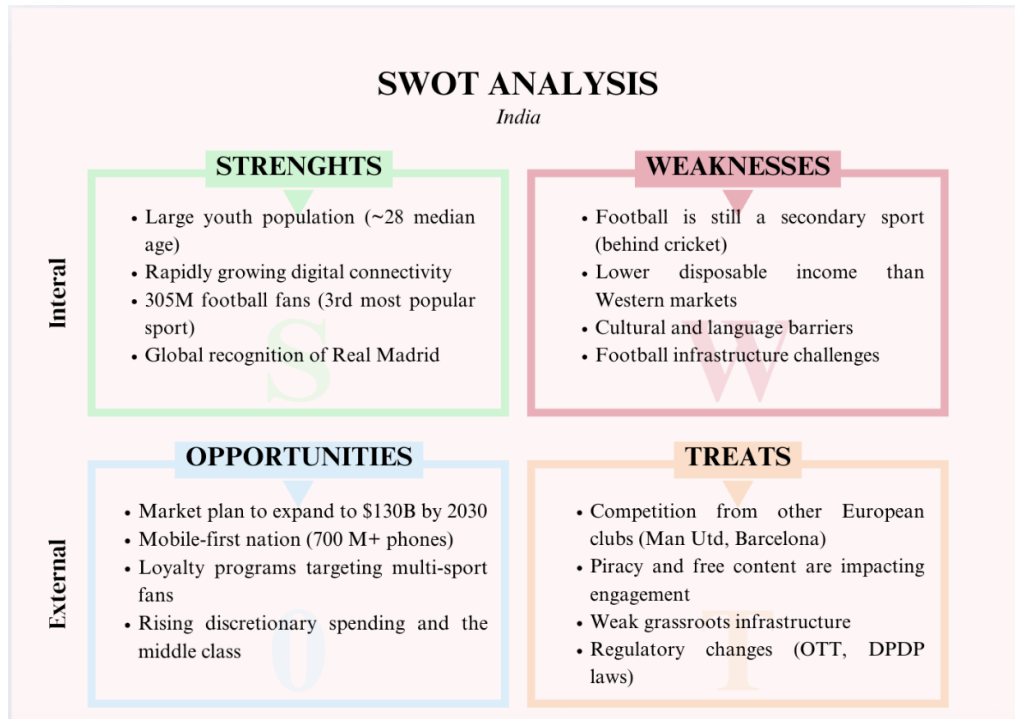 SWOT ANALYSIS
India
STRENGHTS
• Large youth population (~28 median
age)
• Rapidly growing digital connectivity
• 305M football fans (3rd most popular
sport)
• Global recognition of Real Madrid
S
WEAKNESSES
• Football is still a secondary sport
(behind cricket)
• Lower disposable income than
Western markets
• Cultural and language barriers
• Football infrastructure challenges
W
Interal
OPPORTUNITIES
• Market plan to expand to $130B by 2030
• Mobile-first nation (700 M+ phones)
• Loyalty programs targeting multi-sport
fans
• Rising discretionary spending and the
middle class
0
TREATS
• Competition from other European
clubs (Man Utd, Barcelona)
• Piracy and free content are impacting
engagement
• Weak grassroots infrastructure
• Regulatory changes (OTT, DPDP
laws)
T
External